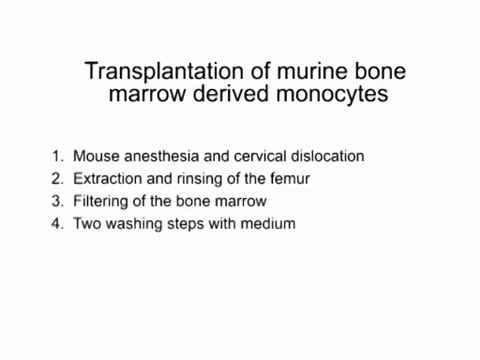 Transplantation of murine bone
marrow derived monocytes
1. Mouse anesthesia and cervical dislocation
2. Extraction and rinsing of the femur
3. Filtering of the bone marrow
4. Two washing steps with medium